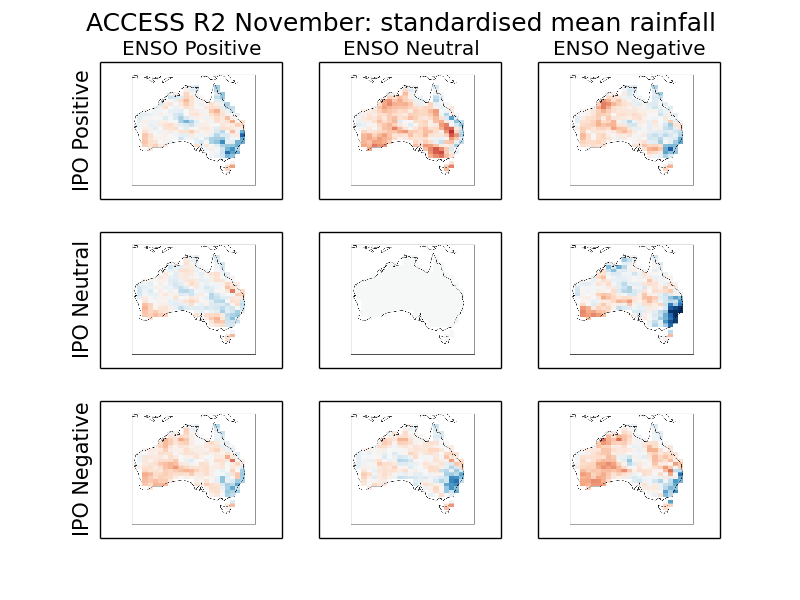 ACCESS R2 November: standardised mean rainfall
ENSO Positive
ENSO Neutral
ENSO Negative
IPO Positive
IPO Neutral
IPO Negative